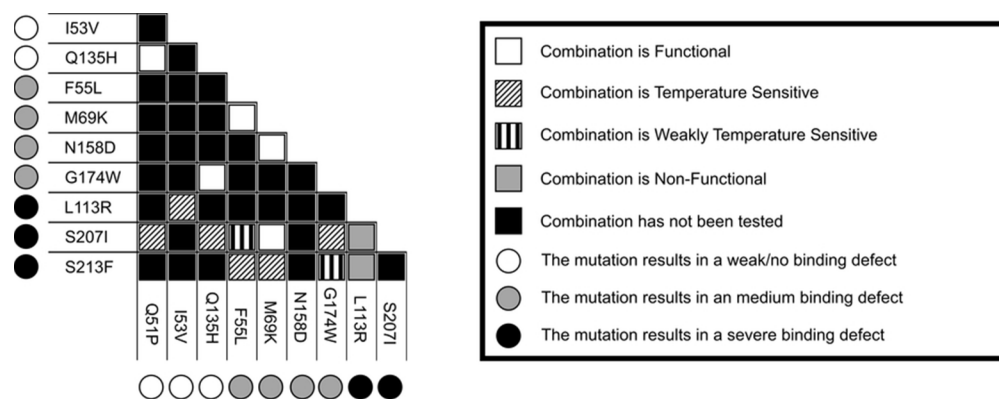 I53V
Q135H
F55L
M69K
N158D
G174W
L113R
S207I
S213F
Q51P
I53V
Q135H
F55L
M69K
N158D
G174W
L113R
S207I
Combination is Functional
Combination is Temperature Sensitive
Combination is Weakly Temperature Sensitive
Combination is Non-Functional
Combination has not been tested
The mutation results in a weak/no binding defect
The mutation results in an medium binding defect
The mutation results in a severe binding defect